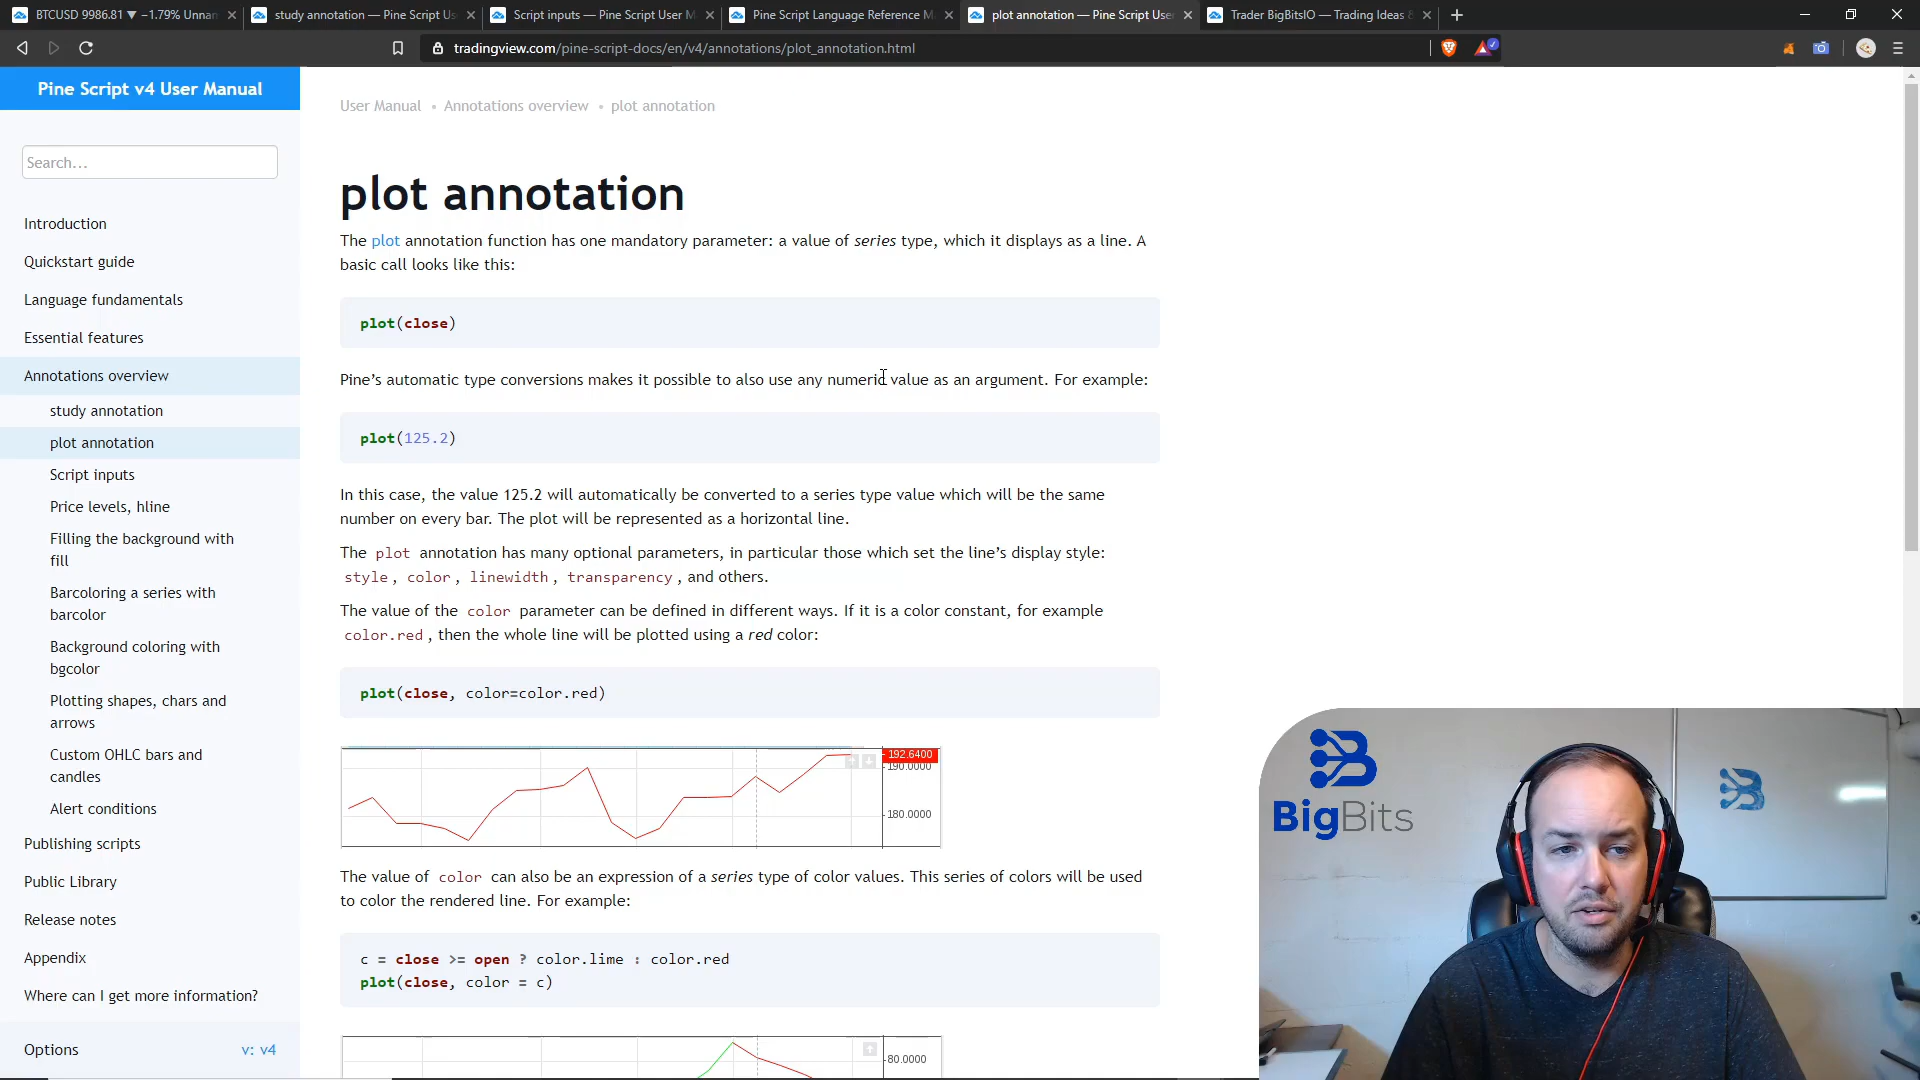 BTCUSD 9986.81 ▼ −1.79% Unnam
study annotation — Pine Script Us
Script inputs — Pine Script User M
Pine Script Language Reference M
plot annotation — Pine Script Use
Trader BigBitsIO — Trading Ideas &
tradingview.com/pine-script-docs/en/v4/annotations/plot_annotation.html
Pine Script v4 User Manual
Search...
Introduction
Quickstart guide
Language fundamentals
Essential features
Annotations overview
study annotation
plot annotation
Script inputs
Price levels, hline
Filling the background with
fill
Barcoloring a series with
barcolor
Background coloring with
bgcolor
Plotting shapes, chars and
arrows
Custom OHLC bars and
candles
Alert conditions
Publishing scripts
Public Library
Release notes
Appendix
Where can I get more information?
Options v: v4
User Manual • Annotations overview • plot annotation
plot annotation
The plot annotation function has one mandatory parameter: a value of series type, which it displays as a line. A
basic call looks like this:
plot(close)
Pine's automatic type conversions makes it possible to also use any numeric value as an argument. For example:
plot(125.2)
In this case, the value 125.2 will automatically be converted to a series type value which will be the same
number on every bar. The plot will be represented as a horizontal line.
The plot annotation has many optional parameters, in particular those which set the line's display style:
style, color, linewidth, transparency, and others.
The value of the color parameter can be defined in different ways. If it is a color constant, for example
color.red, then the whole line will be plotted using a red color:
plot(close, color=color.red)
192.6400
190.0000
180.0000
The value of color can also be an expression of a series type of color values. This series of colors will be used
to color the rendered line. For example:
c = close >= open ? color.lime : color.red
plot(close, color = c)
80.0000
BigBits